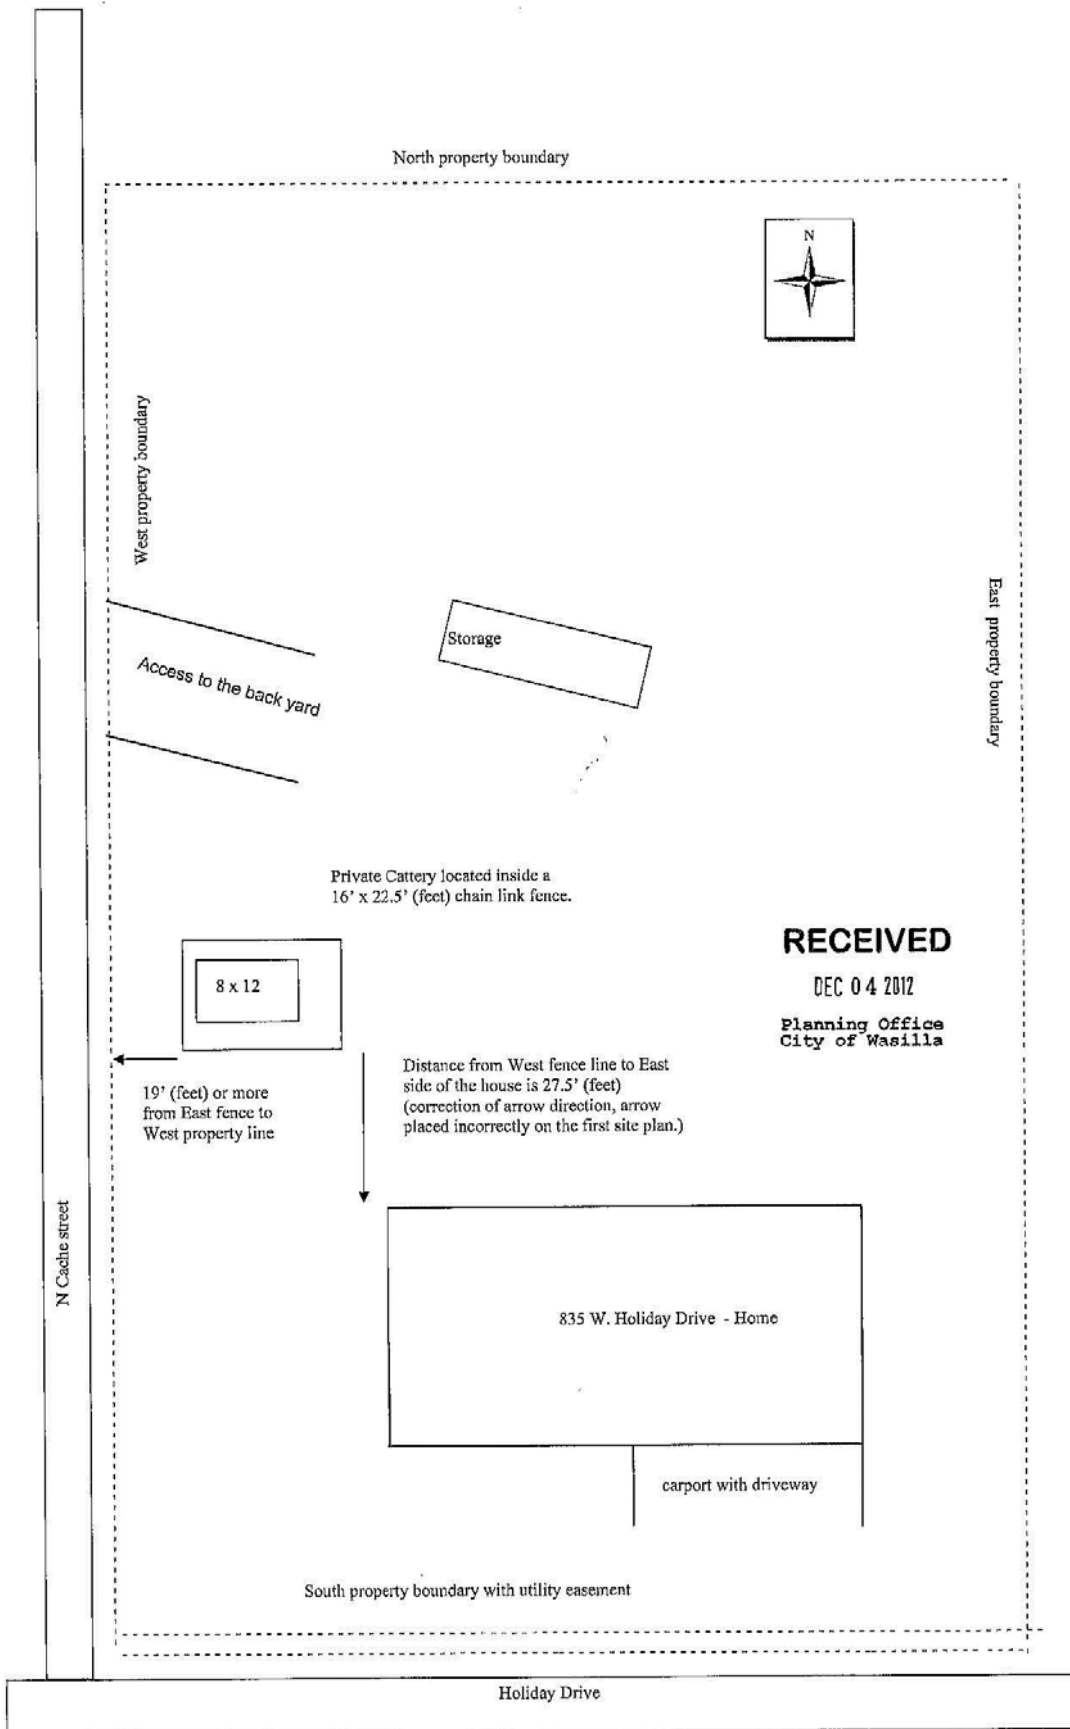 North property boundary
N
West property boundary
East property boundary
Storage
Access to the back yard
Private Cattery located inside a
16' x 22.5' (feet) chain link fence.
RECEIVED
DEC 04 2012
Planning Office
City of Wasilla
8 x 12
Distance from West fence line to East
side of the house is 27.5' (feet)
(correction of arrow direction, arrow
placed incorrectly on the first site plan.)
19' (feet) or more
from East fence to
West property line
N Cache street
835 W. Holiday Drive - Home
carport with driveway
South property boundary with utility easement
Holiday Drive